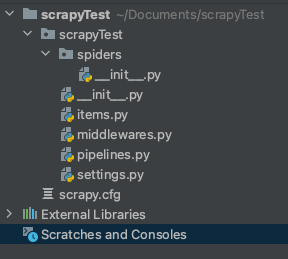 scrapyTest ~/Documents/scrapyTest
scrapyTest
spiders
__init__.py
__init__.py
items.py
middlewares.py
pipelines.py
settings.py
scrapy.cfg
External Libraries
Scratches and Consoles